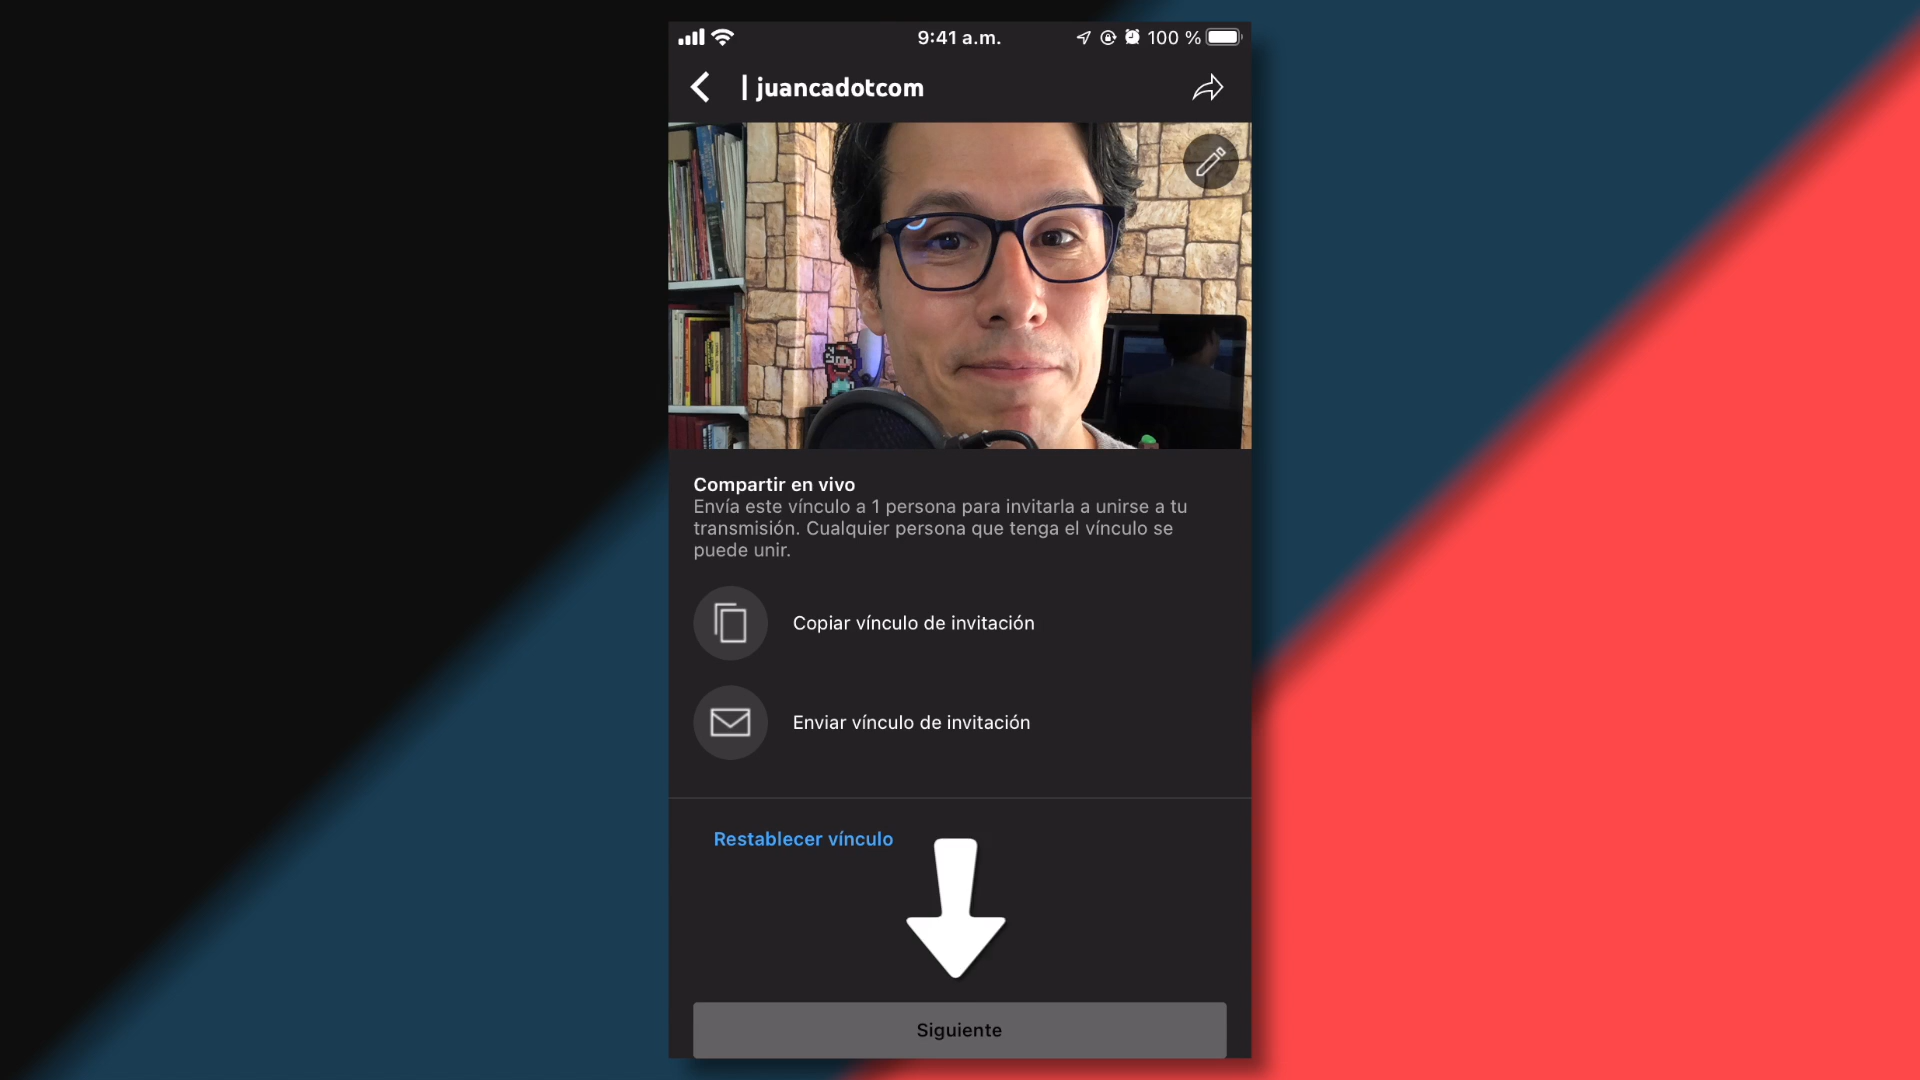 9:41 a.m.
100 %
| juancadotcom
Compartir en vivo
Envía este vínculo a 1 persona para invitarla a unirse a tu
transmisión. Cualquier persona que tenga el vínculo se
puede unir.
Copiar vínculo de invitación
Enviar vínculo de invitación
Restablecer vínculo
Siguiente